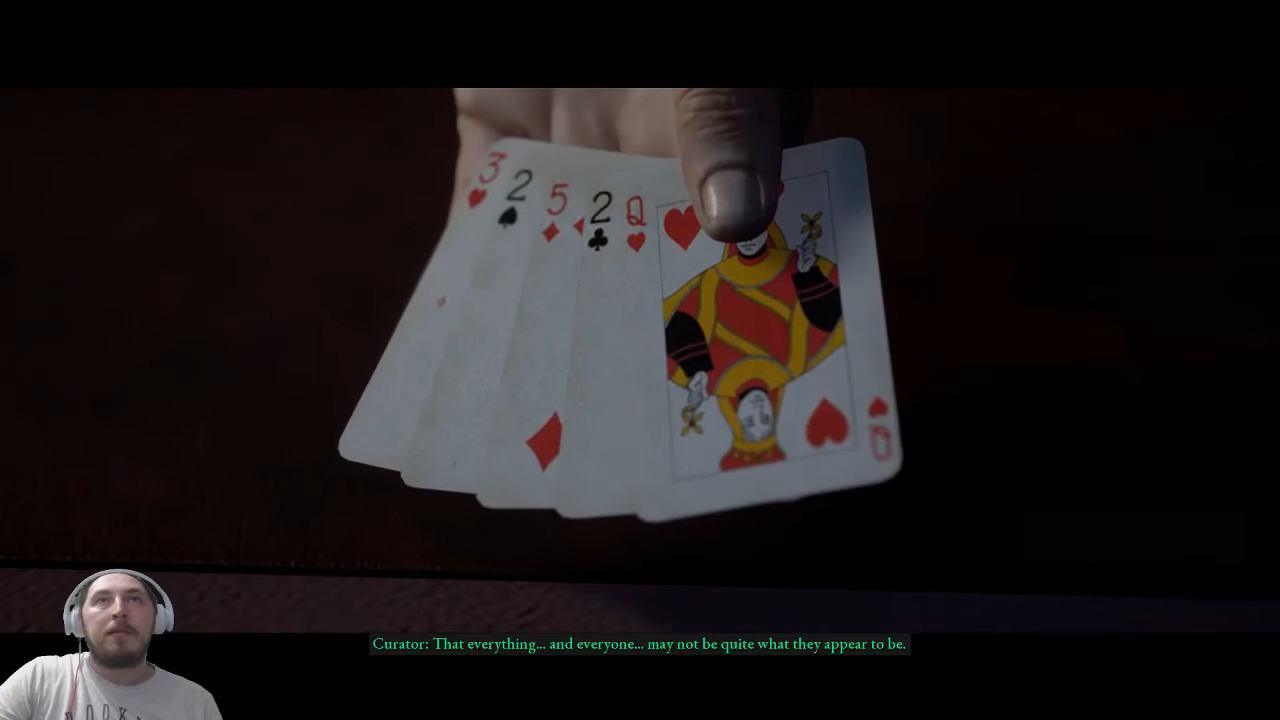 3 2 5 2 Q
Q
Curator: That everything... and everyone... may not be quite what they appear to be.